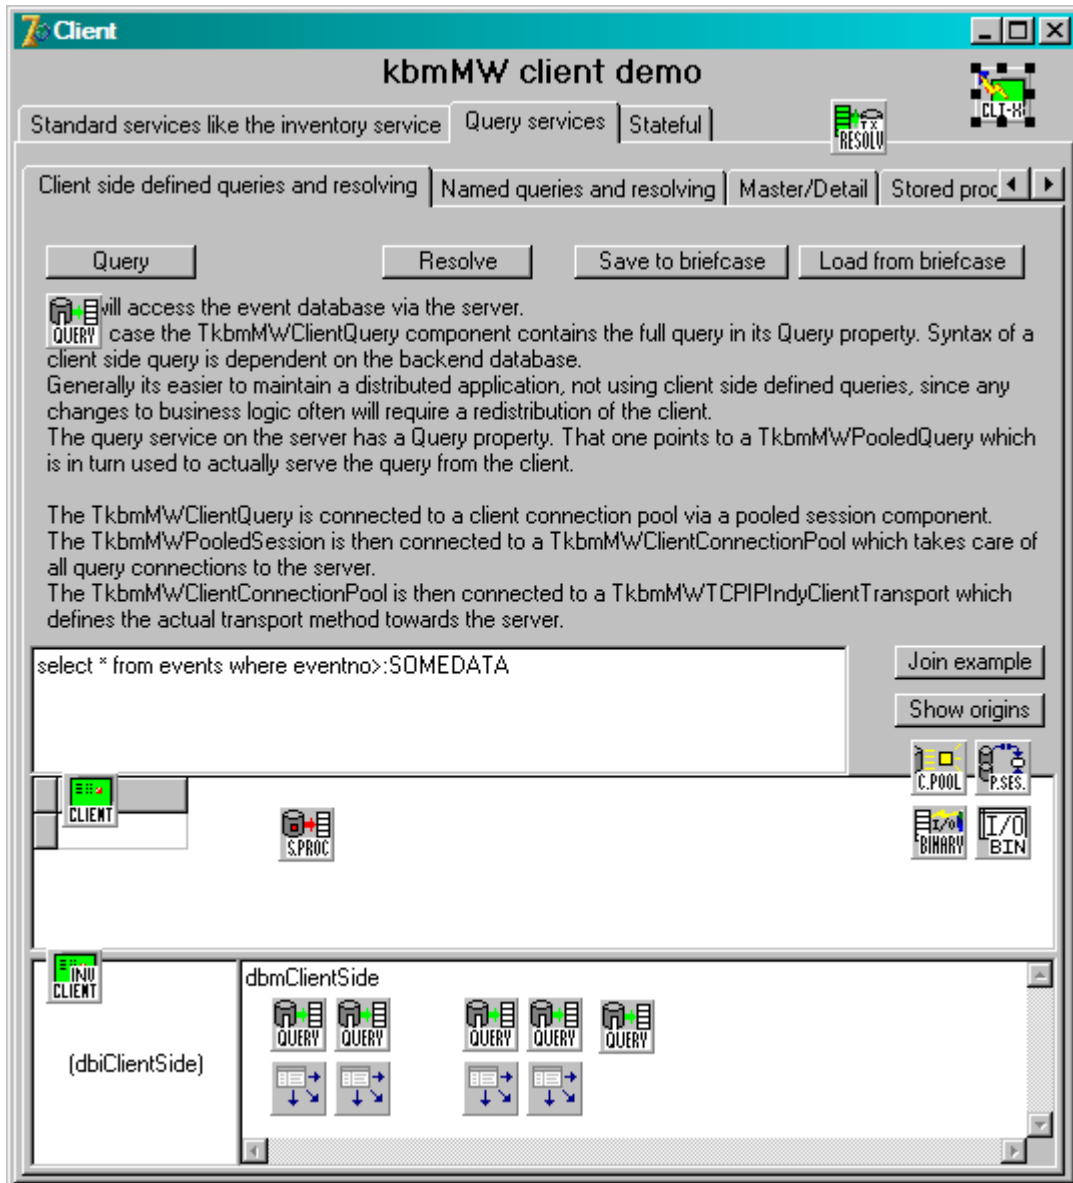 Client
kbmMW client demo
CLT-X
Standard services like the inventory service Query services Stateful
TX
RESOLV
Client side defined queries and resolving Named queries and resolving Master/Detail Stored proc
Query Resolve Save to briefcase Load from briefcase
will access the event database via the server.
QUERY case the TkbmMWClientQuery component contains the full query in its Query property. Syntax of a
client side query is dependent on the backend database.
Generally its easier to maintain a distributed application, not using client side defined queries, since any
changes to business logic often will require a redistribution of the client.
The query service on the server has a Query property. That one points to a TkbmMWPooledQuery which
is in turn used to actually serve the query from the client.
The TkbmMWClientQuery is connected to a client connection pool via a pooled session component.
The TkbmMWPooledSession is then connected to a TkbmMWClientConnectionPool which takes care of
all query connections to the server.
The TkbmMWClientConnectionPool is then connected to a TkbmMWTCPIPIndyClientTransport which
defines the actual transport method towards the server.
select * from events where eventno>:SOMEDATA
Join example
Show origins
C.POOL P.SES.
CLIENT
S.PROC
I/O
BINARY
I/O
BIN
INV
CLIENT
dbmClientSide
QUERY QUERY QUERY QUERY QUERY
(dbiClientSide)